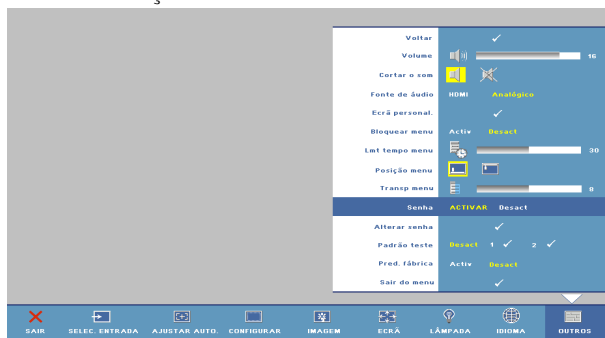 ç
Voltar
Volume 16
Cortar o som
Fonte de áudio HDMI Analógico
Ecrã personal.
Bloquear menu Activ Desact
Lmt tempo menu 30
Posição menu
Transp menu 8
Senha ACTIVAR Desact
Alterar senha
Padrão teste Desact 1 2
Pred. fábrica Activ Desact
Sair do menu
SAIR SELEC. ENTRADA AJUSTAR AUTO. CONFIGURAR IMAGEM ECRÃ LÂMPADA IDIOMA OUTROS